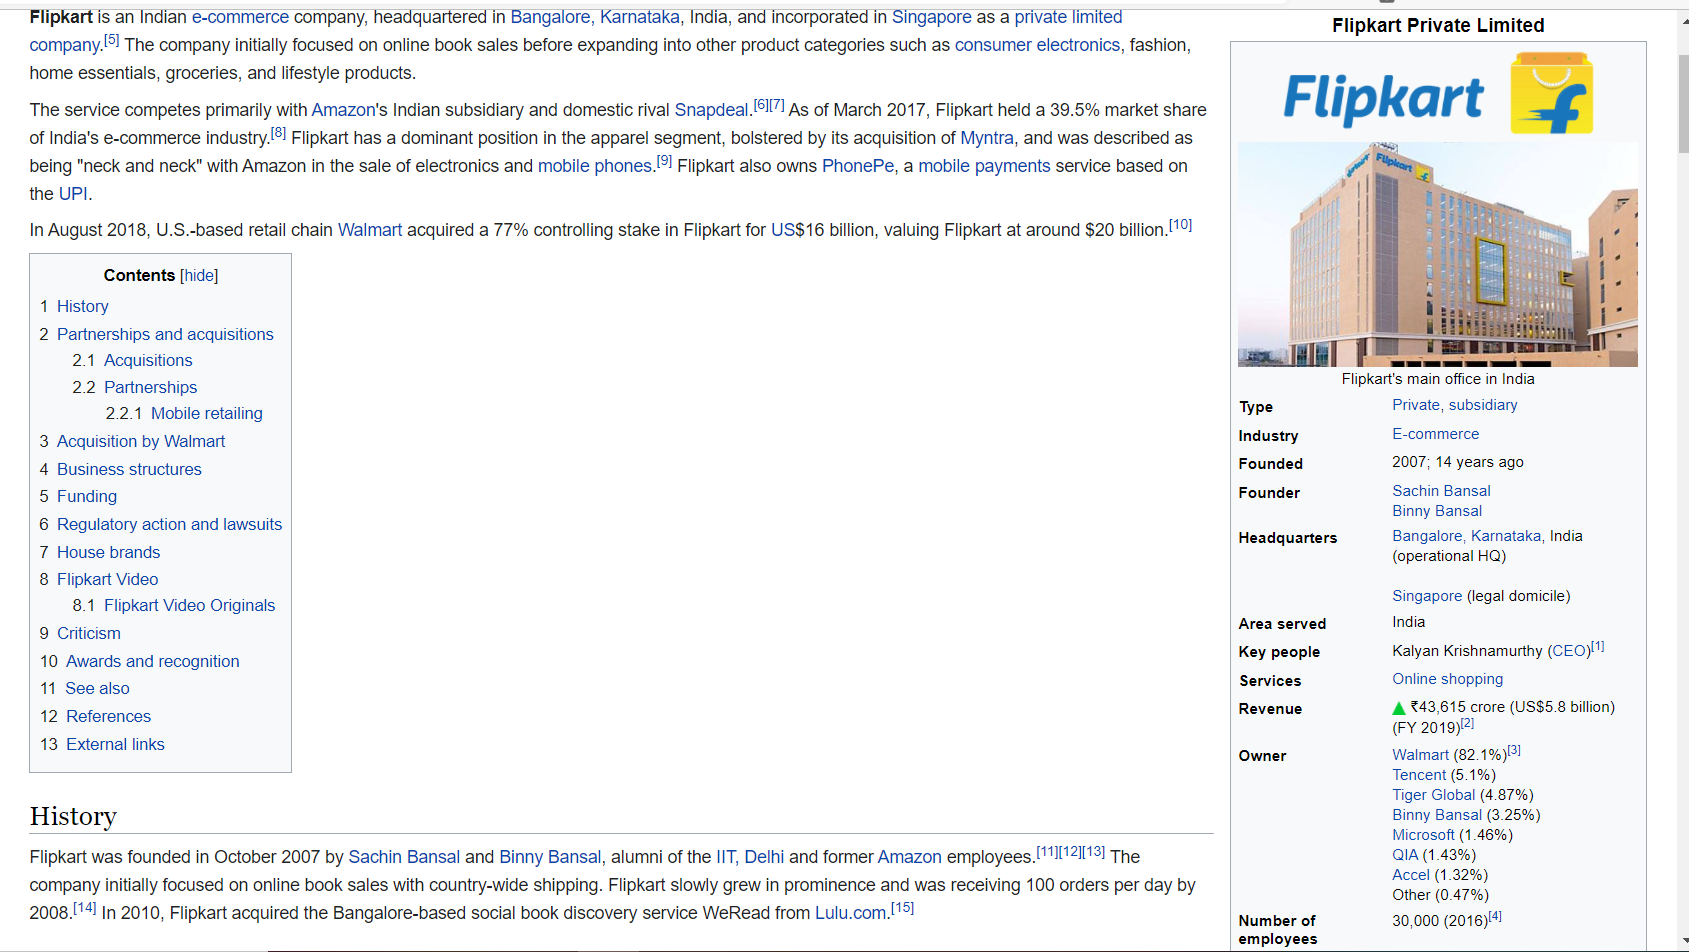 Flipkart is an Indian e-commerce company, headquartered in Bangalore, Karnataka, India, and incorporated in Singapore as a private limited
company.[5] The company initially focused on online book sales before expanding into other product categories such as consumer electronics, fashion,
home essentials, groceries, and lifestyle products.
The service competes primarily with Amazon's Indian subsidiary and domestic rival Snapdeal.[6][7] As of March 2017, Flipkart held a 39.5% market share
of India's e-commerce industry.[8] Flipkart has a dominant position in the apparel segment, bolstered by its acquisition of Myntra, and was described as
being "neck and neck" with Amazon in the sale of electronics and mobile phones.[9] Flipkart also owns PhonePe, a mobile payments service based on
the UPI.
In August 2018, U.S.-based retail chain Walmart acquired a 77% controlling stake in Flipkart for US$16 billion, valuing Flipkart at around $20 billion.[10]
Contents [hide]
1 History
2 Partnerships and acquisitions
2.1 Acquisitions
2.2 Partnerships
2.2.1 Mobile retailing
3 Acquisition by Walmart
4 Business structures
5 Funding
6 Regulatory action and lawsuits
7 House brands
8 Flipkart Video
8.1 Flipkart Video Originals
9 Criticism
10 Awards and recognition
11 See also
12 References
13 External links
History
Flipkart was founded in October 2007 by Sachin Bansal and Binny Bansal, alumni of the IIT, Delhi and former Amazon employees.[11][12][13] The
company initially focused on online book sales with country-wide shipping. Flipkart slowly grew in prominence and was receiving 100 orders per day by
2008.[14] In 2010, Flipkart acquired the Bangalore-based social book discovery service WeRead from Lulu.com.[15]
Flipkart Private Limited
Flipkart
Flipkart
Flipkart's main office in India
Type Private, subsidiary
Industry E-commerce
Founded 2007; 14 years ago
Founder Sachin Bansal
Binny Bansal
Headquarters Bangalore, Karnataka, India
(operational HQ)
Singapore (legal domicile)
Area served India
Key people Kalyan Krishnamurthy (CEO)[1]
Services Online shopping
Revenue ▲ ₹43,615 crore (US$5.8 billion)
(FY 2019)[2]
Owner Walmart (82.1%)[3]
Tencent (5.1%)
Tiger Global (4.87%)
Binny Bansal (3.25%)
Microsoft (1.46%)
QIA (1.43%)
Accel (1.32%)
Other (0.47%)
Number of 30,000 (2016)[4]
employees